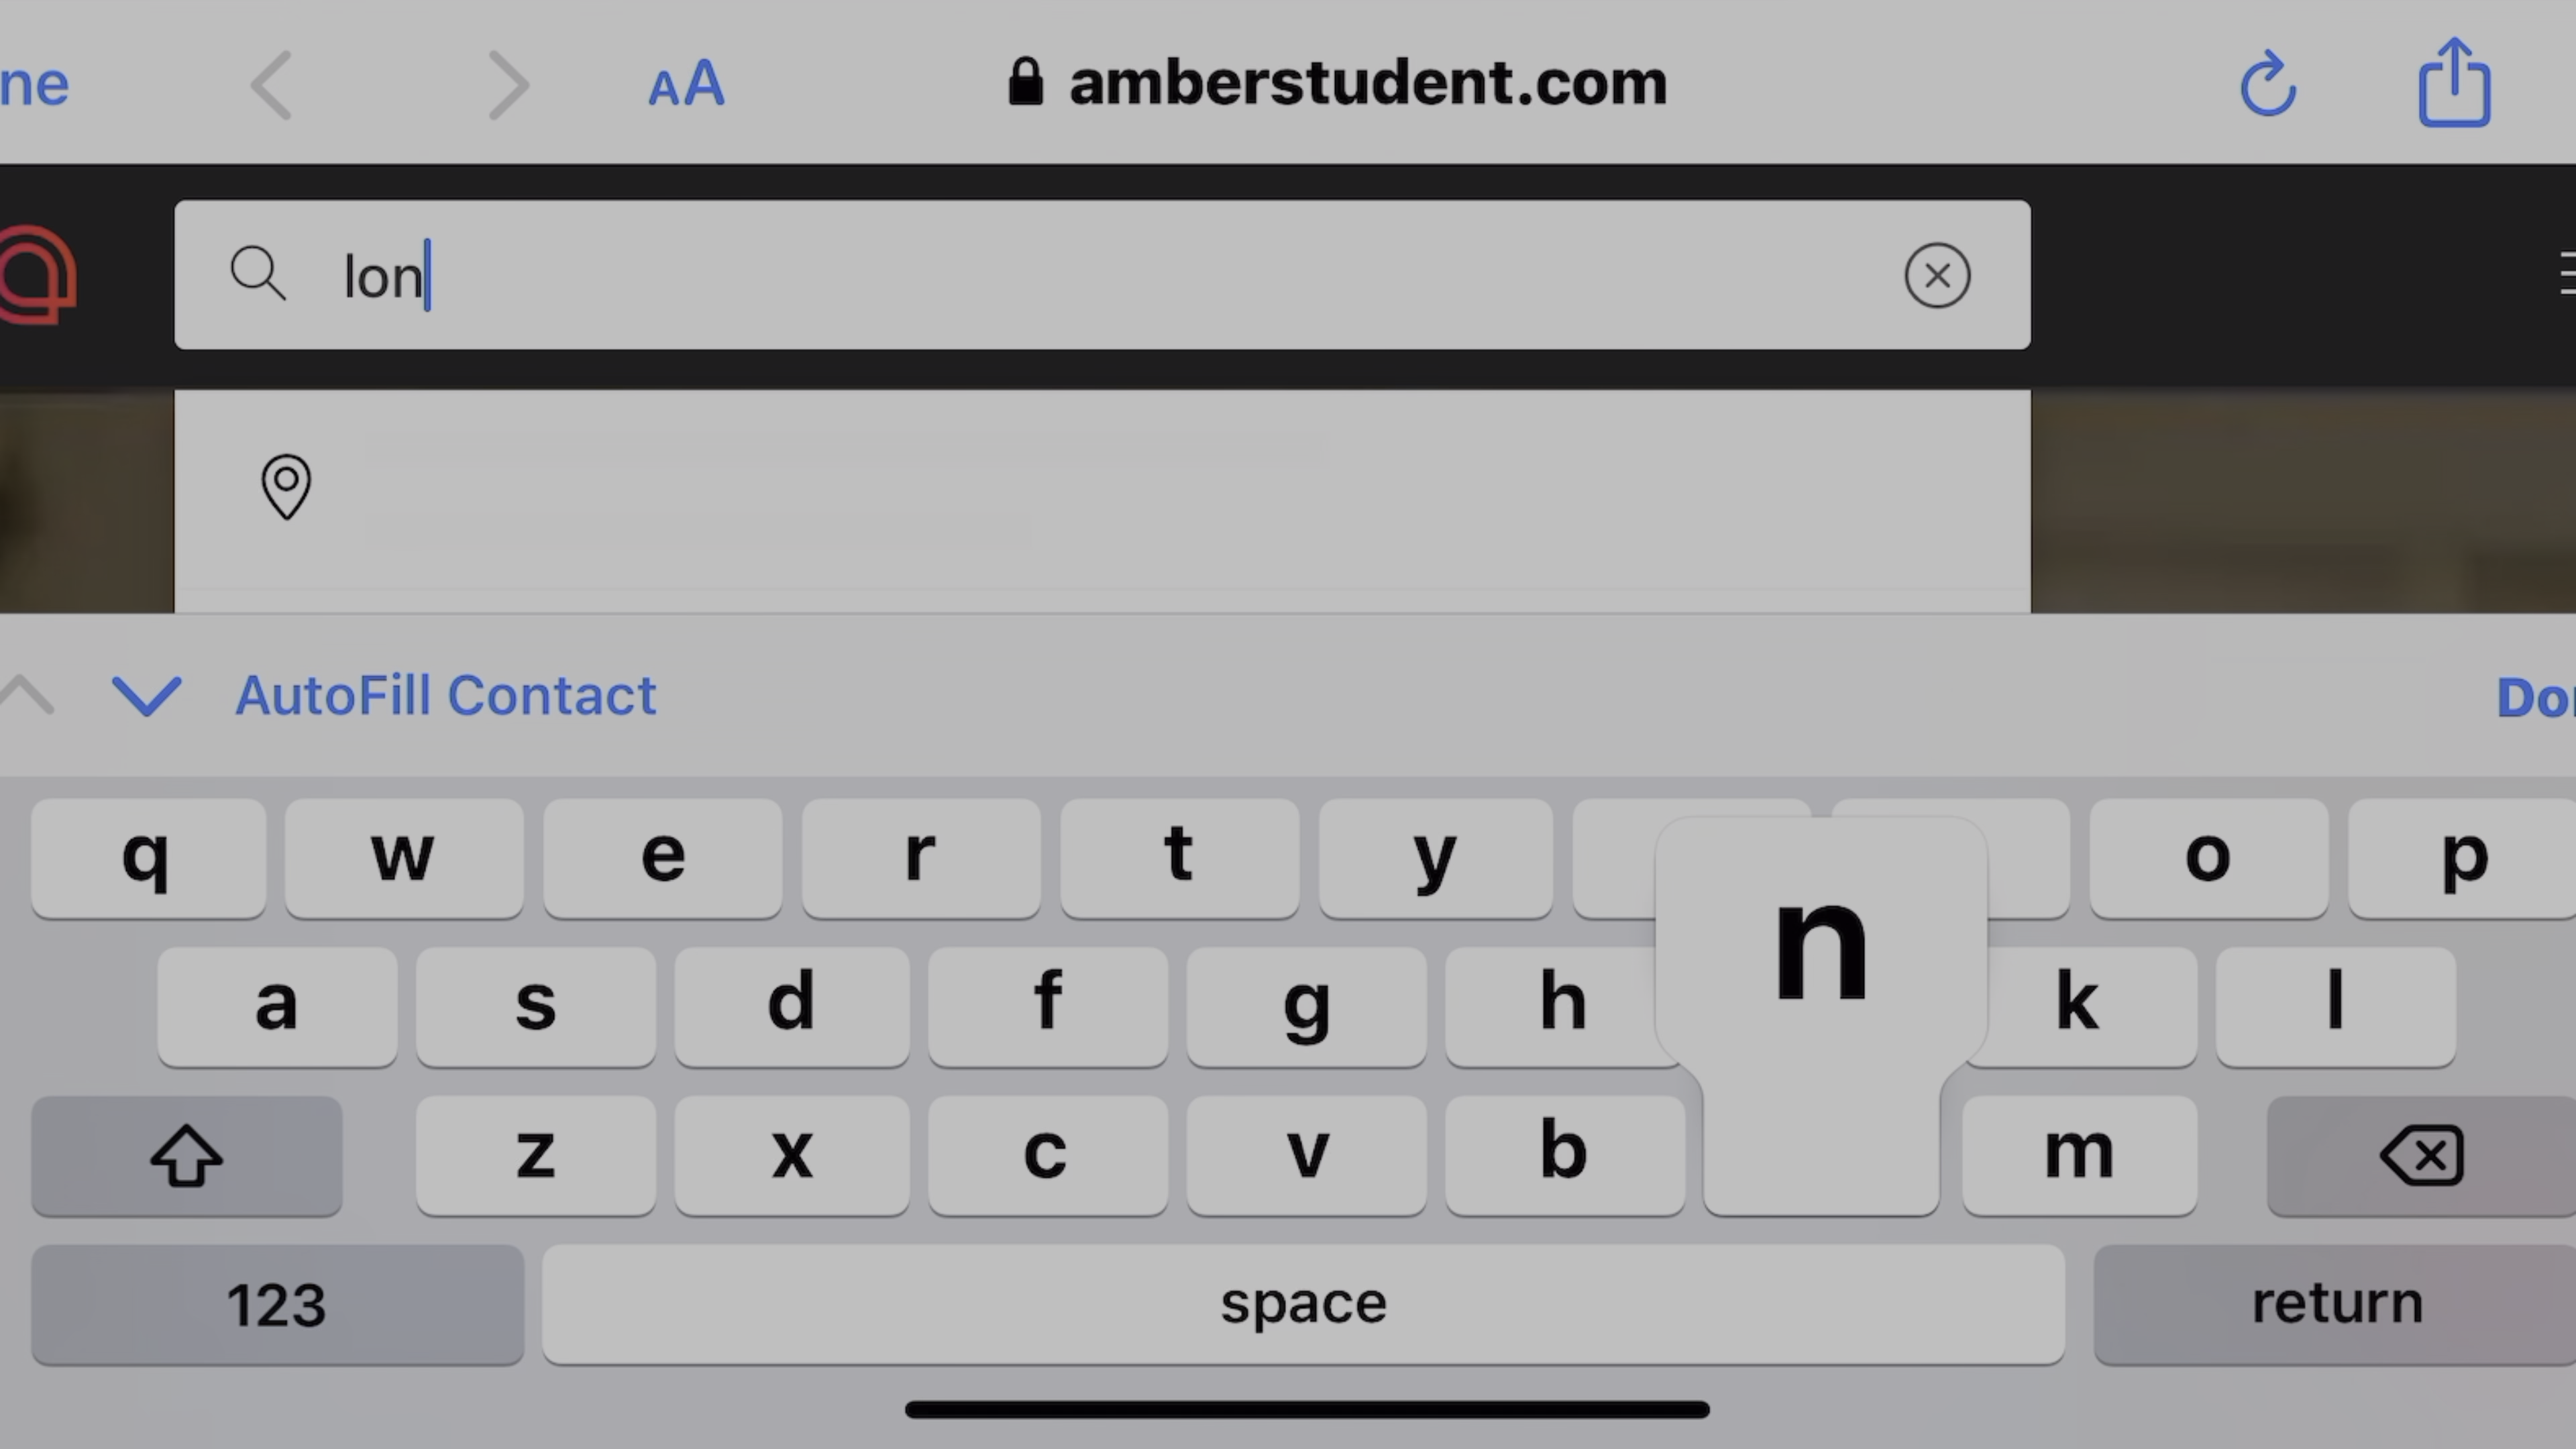 ne AA amberstudent.com
lon
AutoFill Contact Do
q w e r t y o p
a s d f g h n k l
z x c v b m
123 space return